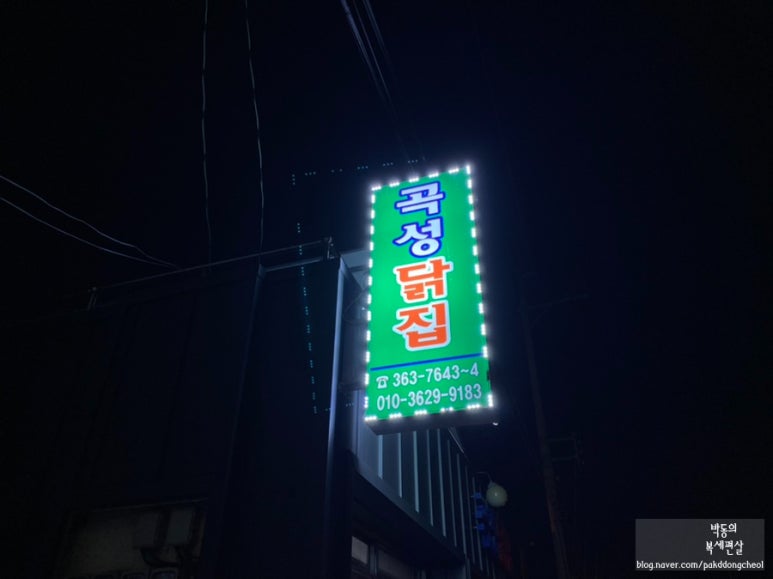 곡성닭집
☎ 363-7643~4
010-3629-9183
박동의
복세편살
blog.naver.com/pakddongcheol